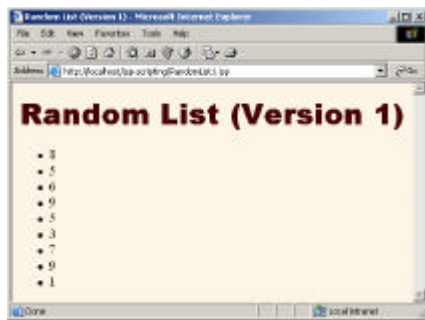 Random List (Version 1) - Microsoft Internet Explorer
File Edit View Favorites Tools Help
Address http://localhost/jsp-scripting/RandomList1.jsp
Random List (Version 1)
• 8
• 5
• 6
• 9
• 5
• 3
• 7
• 9
• 1
Done Local intranet